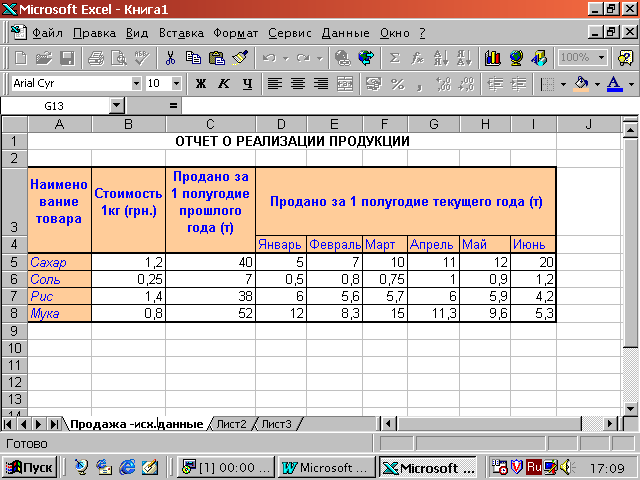 Microsoft Excel - Книга1
Файл Правка Вид Вставка Формат Сервис Данные Окно ?
100%
Arial Cyr 10 Ж К Ч
G13 =
A B C D E F G H I J
1 ОТЧЕТ О РЕАЛИЗАЦИИ ПРОДУКЦИИ
2
Наимено
вание
товара
Стоимость
1кг (грн.)
Продано за
1 полугодие
прошлого
года (т)
Продано за 1 полугодие текущего года (т)
3
4 Январь Февраль Март Апрель Май Июнь
5 Сахар 1,2 40 5 7 10 11 12 20
6 Соль 0,25 7 0,5 0,8 0,75 1 0,9 1,2
7 Рис 1,4 38 6 5,6 5,7 6 5,9 4,2
8 Мука 0,8 52 12 8,3 15 11,3 9,6 5,3
9
10
11
12
13
14
Продажа -исх.данные Лист2 Лист3
Готово
Пуск [1] 00:00 ... Microsoft ... Microsoft ... Ru 17:09